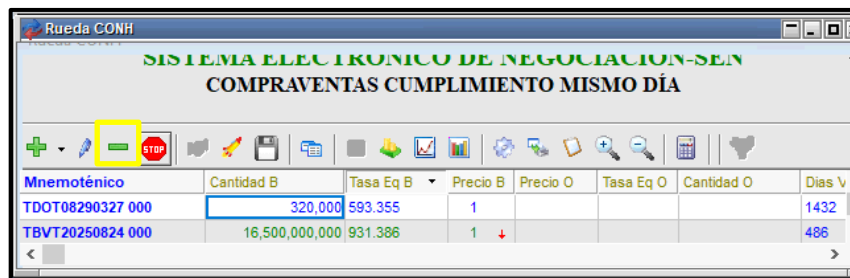 Rueda CONH
SISTEMA ELECTRONICO DE NEGOCIACION-SEN
COMPRAVENTAS CUMPLIMIENTO MISMO DÍA
STOP
Mnemoténico Cantidad B Tasa Eq B Precio B Precio O Tasa Eq O Cantidad O Dias V
TDOT08290327 000 320,000 593.355 1 1432
TBVT20250824 000 16,500,000,000 931.386 1 486